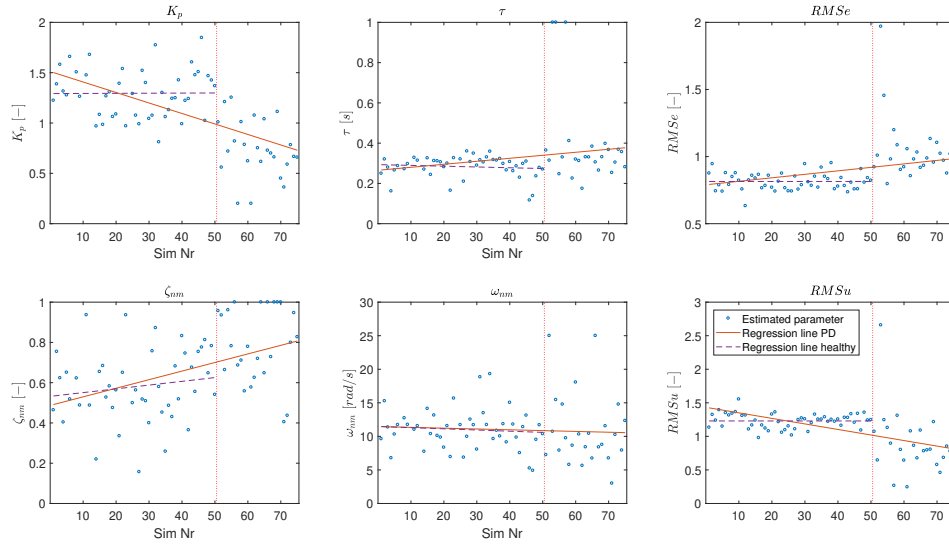 K_p
2
1.5
1
0.5
0
K_p [−]
10 20 30 40 50 60 70
Sim Nr
τ
1
0.8
0.6
0.4
0.2
0
τ [s]
10 20 30 40 50 60 70
Sim Nr
RMSe
2
1.5
1
0.5
RMSe [−]
10 20 30 40 50 60 70
Sim Nr
ζ_nm
1
0.8
0.6
0.4
0.2
0
ζ_nm [−]
10 20 30 40 50 60 70
Sim Nr
ω_nm
30
25
20
15
10
5
0
ω_nm [rad/s]
10 20 30 40 50 60 70
Sim Nr
RMSu
3
2.5
2
1.5
1
0.5
0
RMSu [−]
10 20 30 40 50 60 70
Sim Nr
Estimated parameter
Regression line PD
Regression line healthy